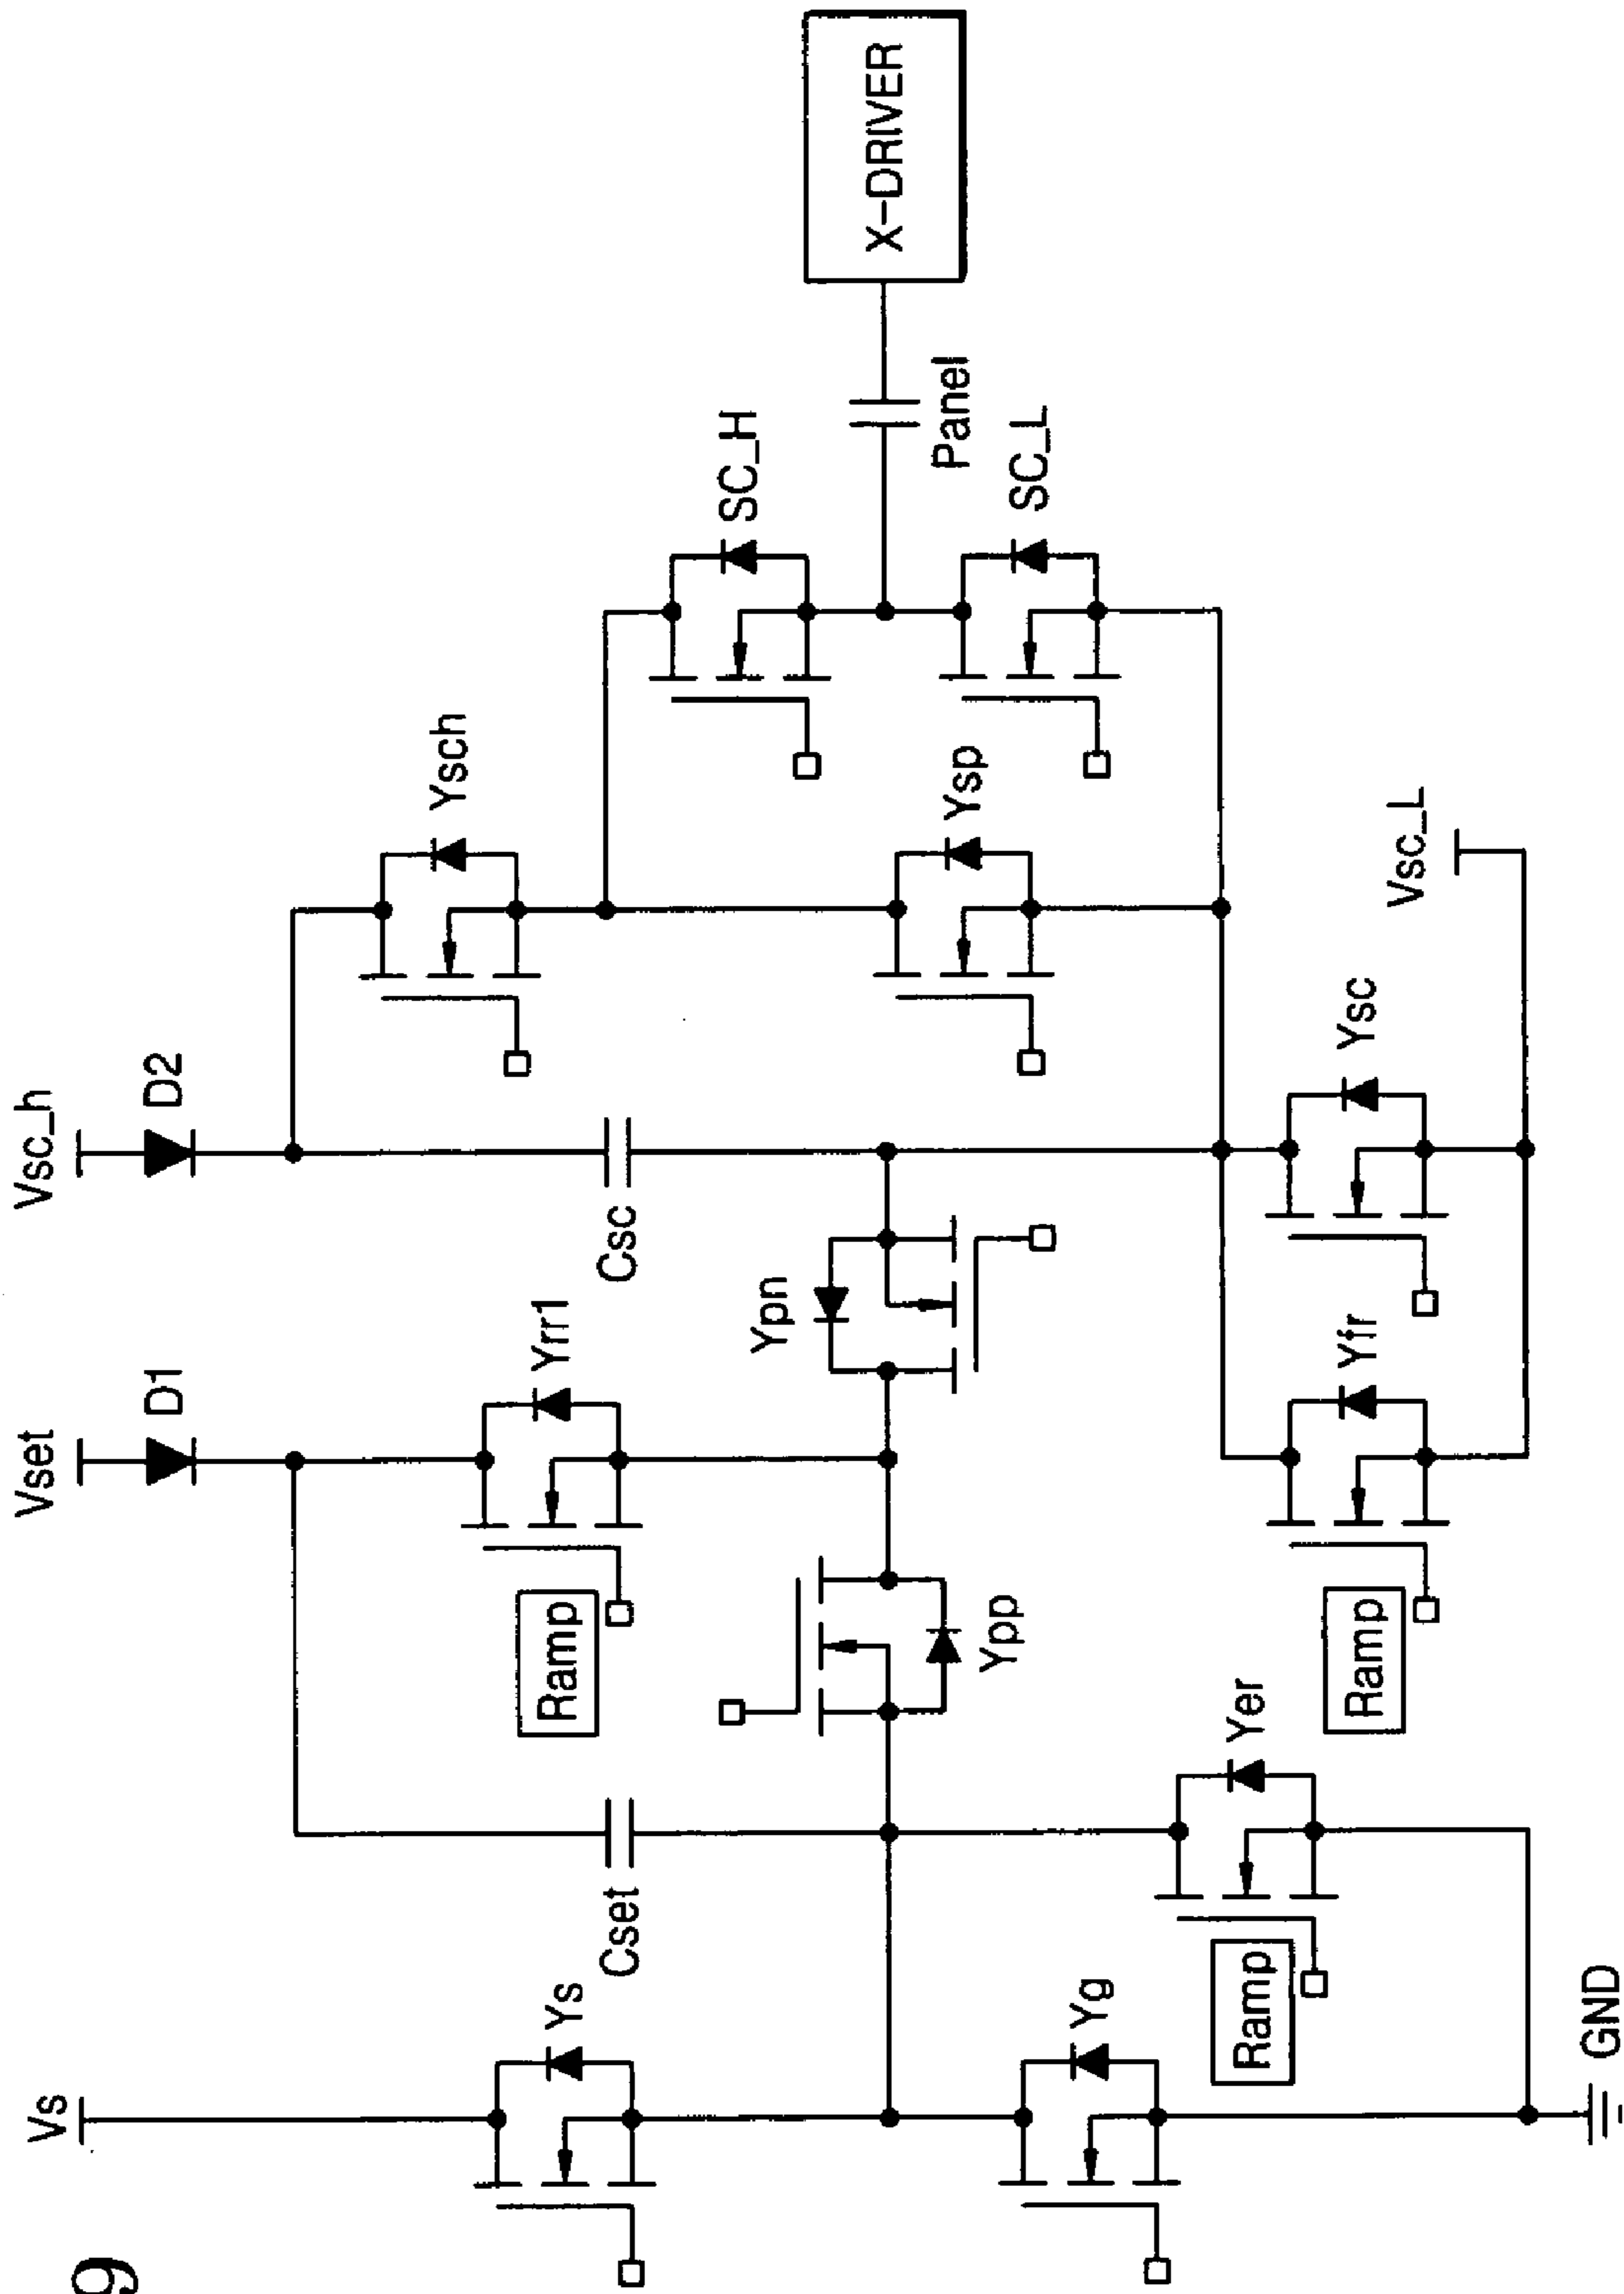 9
Vs
Vset
Vsc_h
D1
D2
Ys
Cset
Ramp
Yrr1
Csc
Ysch
SC_H
X-DRIVER
Ypn
Ypp
Ysp
Panel
SC_L
Yg
Ramp
Yer
Ramp
Yfr
Ysc
Vsc_L
GND